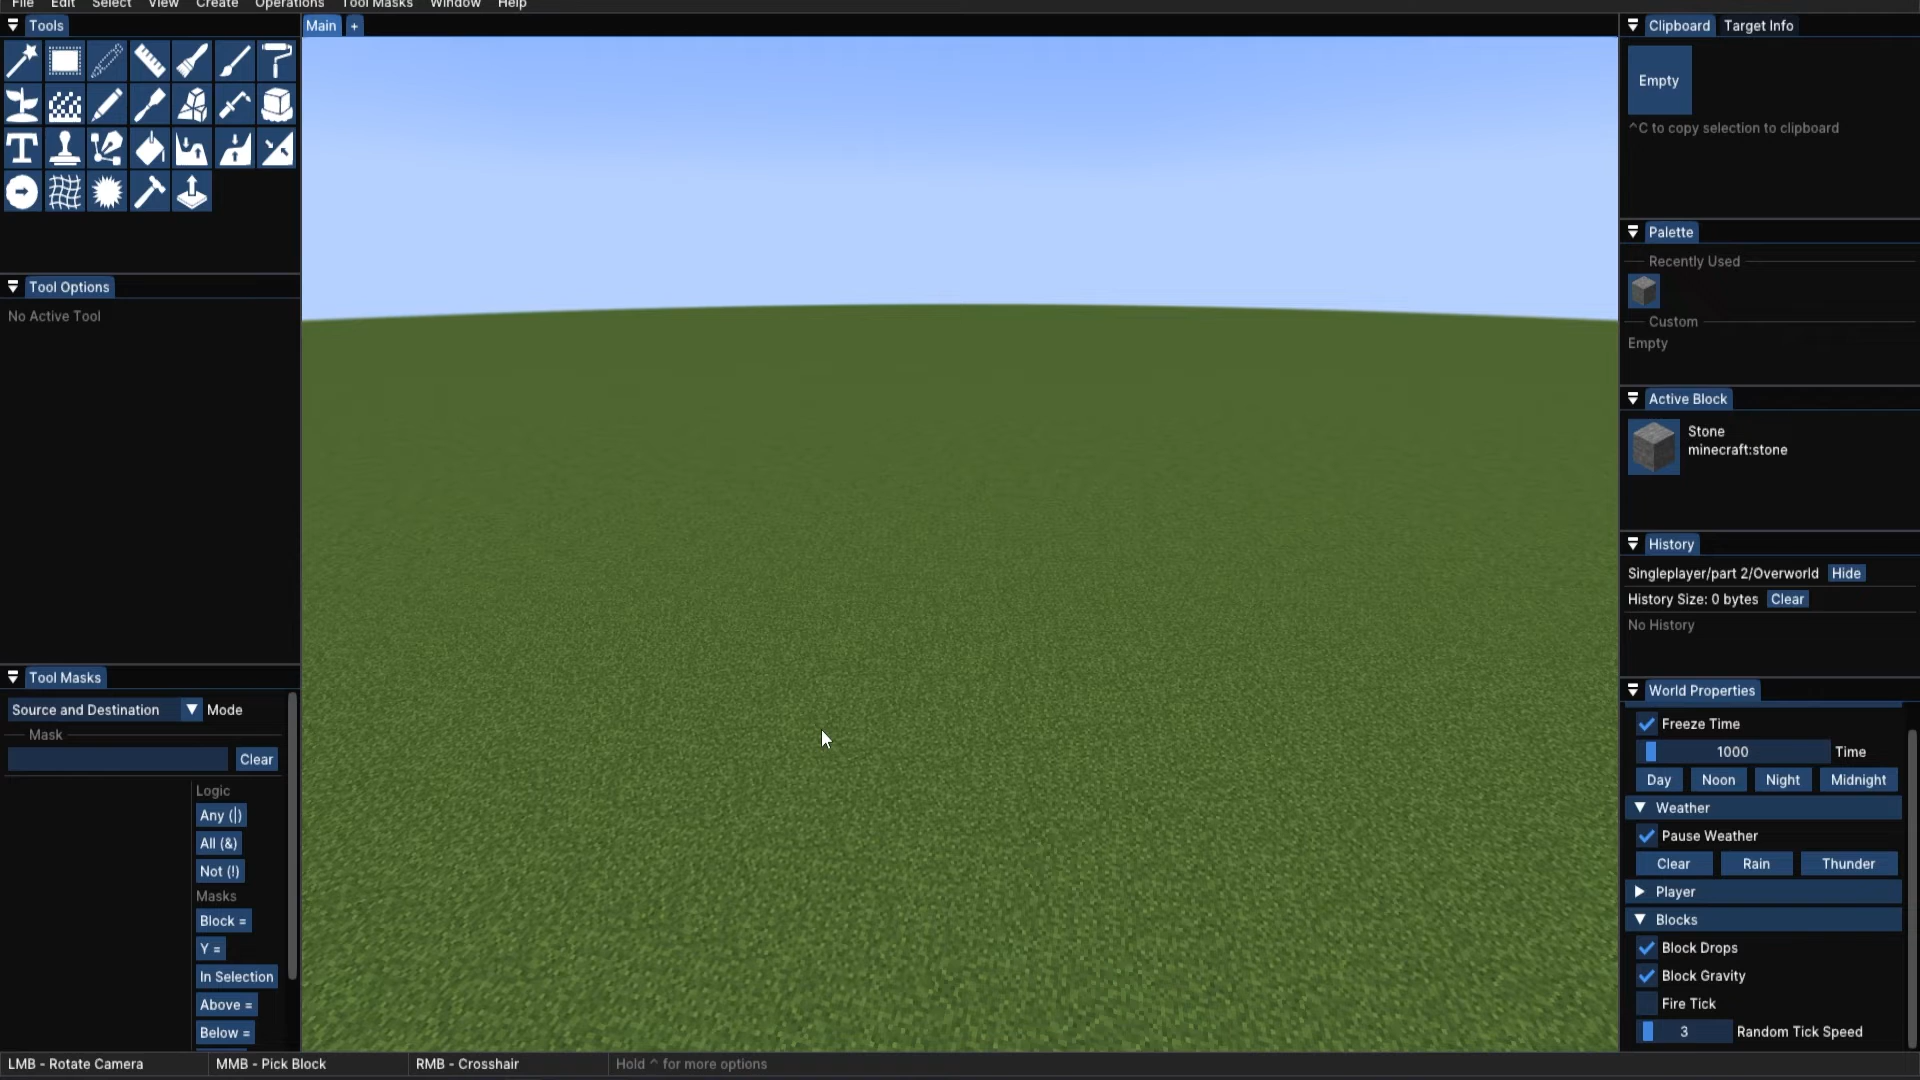 File Edit Select View Create Operations Tool Masks Window Help
Tools
Main +
Clipboard Target Info
Empty
^C to copy selection to clipboard
Palette
Recently Used
Custom
Empty
Tool Options
No Active Tool
Active Block
Stone
minecraft:stone
History
Singleplayer/part 2/Overworld Hide
History Size: 0 bytes Clear
No History
Tool Masks
Source and Destination Mode
Mask
Clear
Logic
Any (|)
All (&)
Not (!)
Masks
Block =
Y =
In Selection
Above =
Below =
World Properties
Freeze Time
1000 Time
Day Noon Night Midnight
Weather
Pause Weather
Clear Rain Thunder
Player
Blocks
Block Drops
Block Gravity
Fire Tick
3 Random Tick Speed
LMB - Rotate Camera MMB - Pick Block RMB - Crosshair Hold ^ for more options